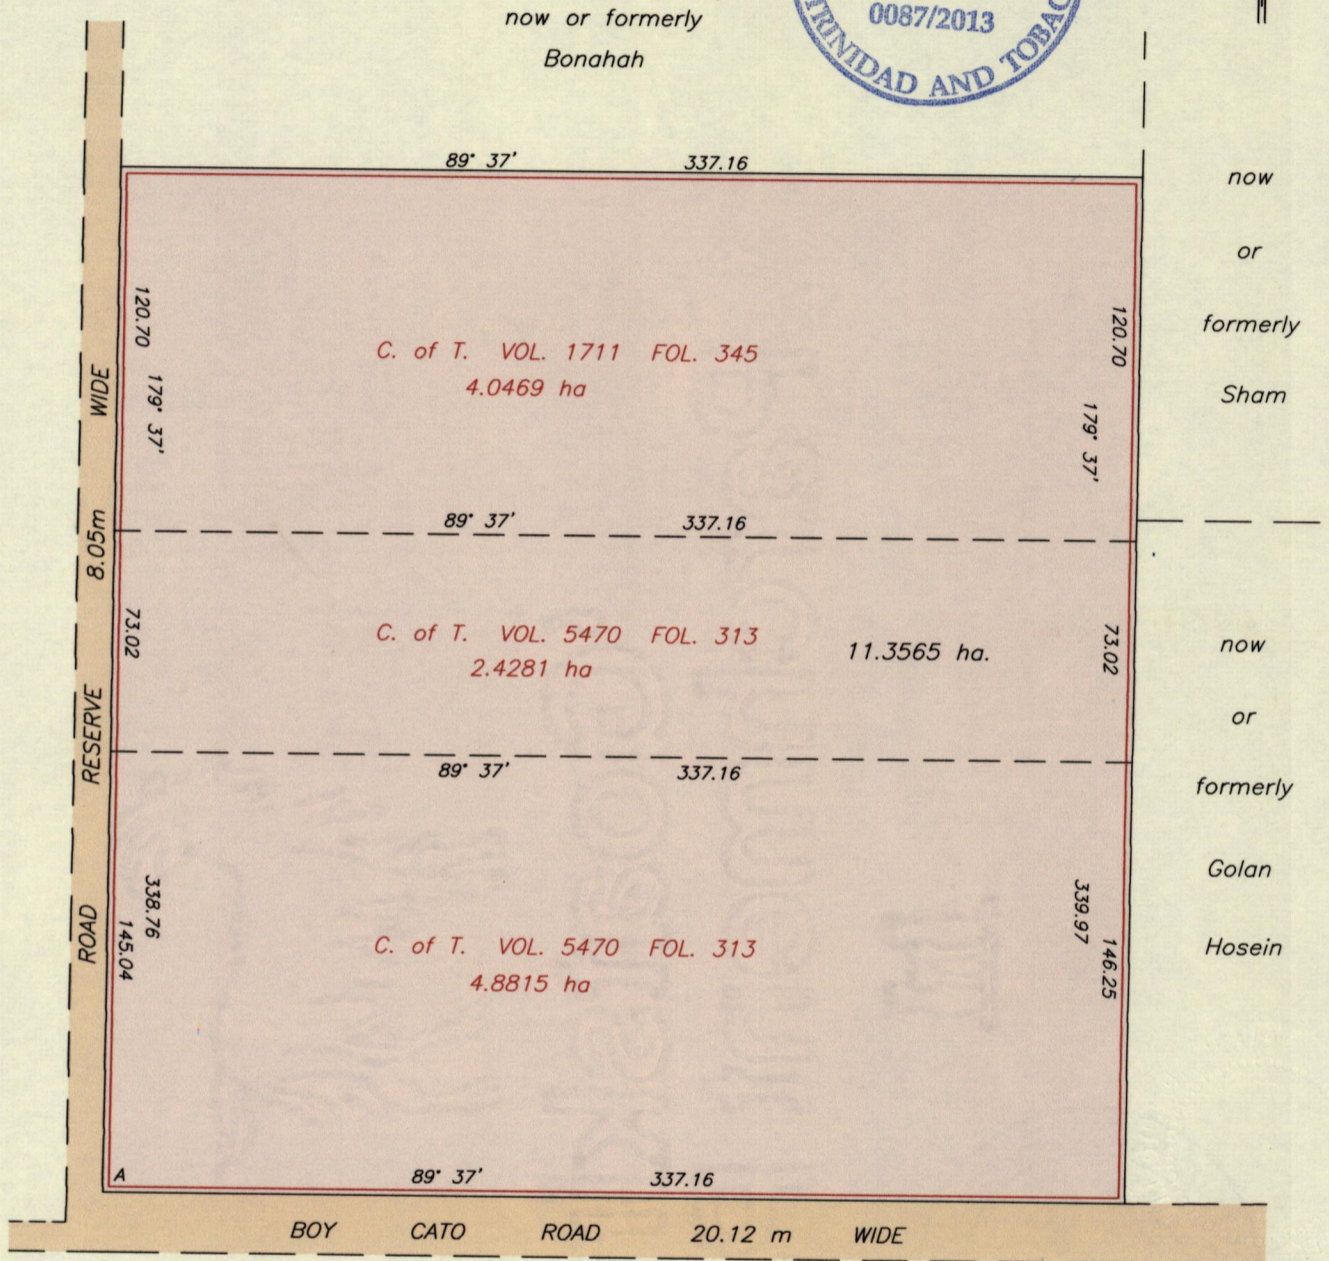 now or formerly
Bonahah
0087/2013
TRINIDAD AND TOBAG
89° 37' 337.16
120.70 179° 37'
120.70 179° 37'
C. of T. VOL. 1711 FOL. 345
4.0469 ha
now
or
formerly
Sham
89° 37' 337.16
73.02
73.02
C. of T. VOL. 5470 FOL. 313
2.4281 ha
11.3565 ha.
89° 37' 337.16
now
or
formerly
Golan
Hosein
338.76
145.04
339.97
146.25
C. of T. VOL. 5470 FOL. 313
4.8815 ha
ROAD RESERVE 8.05m WIDE
A
89° 37' 337.16
BOY CATO ROAD 20.12 m WIDE